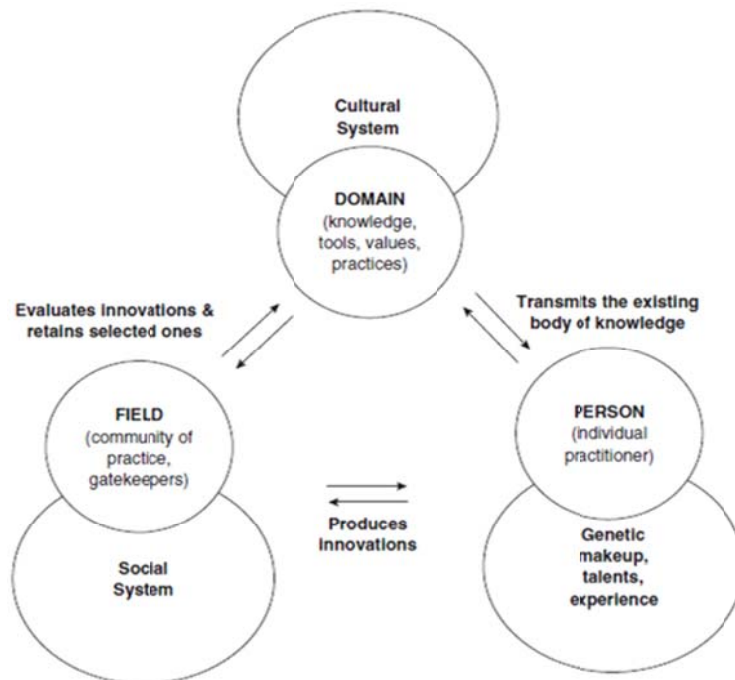 Cultural
System
DOMAIN
(knowledge,
tools, values,
practices)
Evaluates innovations &
retains selected ones
Transmits the existing
body of knowledge
FIELD
(community of
practice,
gatekeepers)
PERSON
(individual
practitioner)
Produces
innovations
Social
System
Genetic
makeup,
talents,
experience